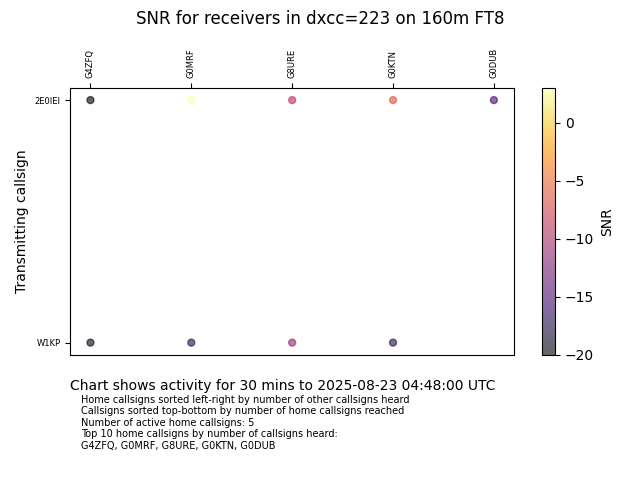 SNR for receivers in dxcc=223 on 160m FT8
G4ZFQ G0MRF G8URE G0KTN G0DUB
2E0IEI
W1KP
Transmitting callsign
0
−5
−10
−15
−20
SNR
Chart shows activity for 30 mins to 2025-08-23 04:48:00 UTC
Home callsigns sorted left-right by number of other callsigns heard
Callsigns sorted top-bottom by number of home callsigns reached
Number of active home callsigns: 5
Top 10 home callsigns by number of callsigns heard:
G4ZFQ, G0MRF, G8URE, G0KTN, G0DUB